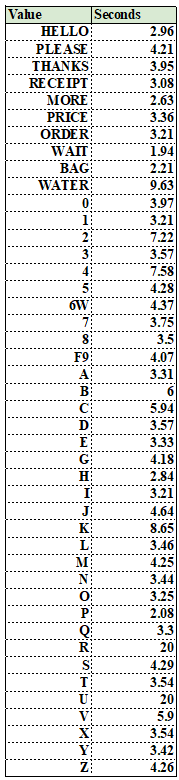 Value Seconds
HELLO 2.96
PLEASE 4.21
THANKS 3.95
RECEIPT 3.08
MORE 2.63
PRICE 3.36
ORDER 3.21
WAIT 1.94
BAG 2.21
WATER 9.63
0 3.97
1 3.21
2 7.22
3 3.57
4 7.58
5 4.28
6W 4.37
7 3.75
8 3.5
F9 4.07
A 3.31
B 6
C 5.94
D 3.57
E 3.33
G 4.18
H 2.84
I 3.21
J 4.64
K 8.65
L 3.46
M 4.25
N 3.44
O 3.25
P 2.08
Q 3.3
R 20
S 4.29
T 3.54
U 20
V 5.9
X 3.54
Y 3.42
Z 4.26